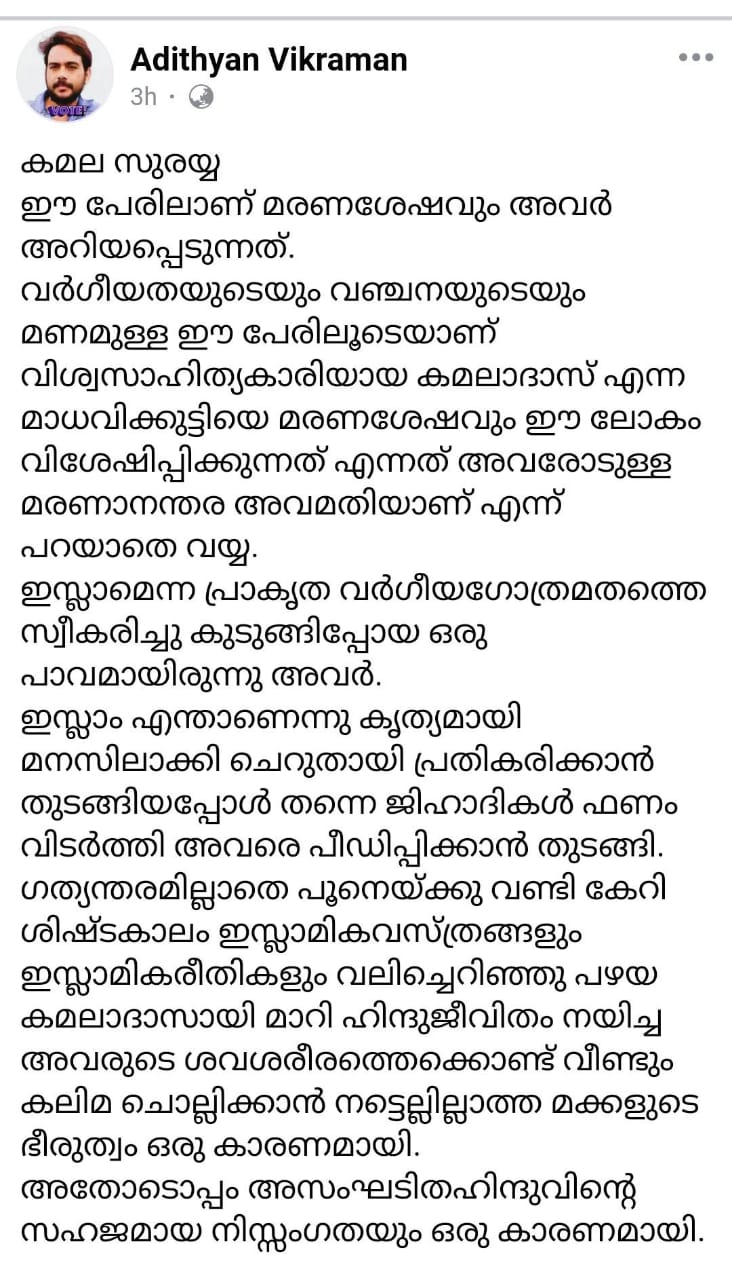 Adithyan Vikraman
3h ·
VOTE!
കമല സുരയ്യ
ഈ പേരിലാണ് മരണശേഷവും അവർ
അറിയപ്പെടുന്നത്.
വർഗീയതയുടെയും വഞ്ചനയുടെയും
മണമുള്ള ഈ പേരിലൂടെയാണ്
വിശ്വസാഹിത്യകാരിയായ കമലാദാസ് എന്ന
മാധവിക്കുട്ടിയെ മരണശേഷവും ഈ ലോകം
വിശേഷിപ്പിക്കുന്നത് എന്നത് അവരോടുള്ള
മരണാനന്തര അവമതിയാണ് എന്ന്
പറയാതെ വയ്യ.
ഇസ്ലാമെന്ന പ്രാകൃത വർഗീയഗോത്രമതത്തെ
സ്വീകരിച്ചു കുടുങ്ങിപ്പോയ ഒരു
പാവമായിരുന്നു അവർ.
ഇസ്ലാം എന്താണെന്നു കൃത്യമായി
മനസിലാക്കി ചെറുതായി പ്രതികരിക്കാൻ
തുടങ്ങിയപ്പോൾ തന്നെ ജിഹാദികൾ ഫണം
വിടർത്തി അവരെ പീഡിപ്പിക്കാൻ തുടങ്ങി.
ഗത്യന്തരമില്ലാതെ പൂനെയ്ക്കു വണ്ടി കേറി
ശിഷ്ടകാലം ഇസ്ലാമികവസ്ത്രങ്ങളും
ഇസ്ലാമികരീതികളും വലിച്ചെറിഞ്ഞു പഴയ
കമലാദാസായി മാറി ഹിന്ദുജീവിതം നയിച്ച
അവരുടെ ശവശരീരത്തെക്കൊണ്ട് വീണ്ടും
കലിമ ചൊല്ലിക്കാൻ നട്ടെല്ലില്ലാത്ത മക്കളുടെ
ഭീരുത്വം ഒരു കാരണമായി.
അതോടൊപ്പം അസംഘടിതഹിന്ദുവിന്റെ
സഹജമായ നിസ്സംഗതയും ഒരു കാരണമായി.